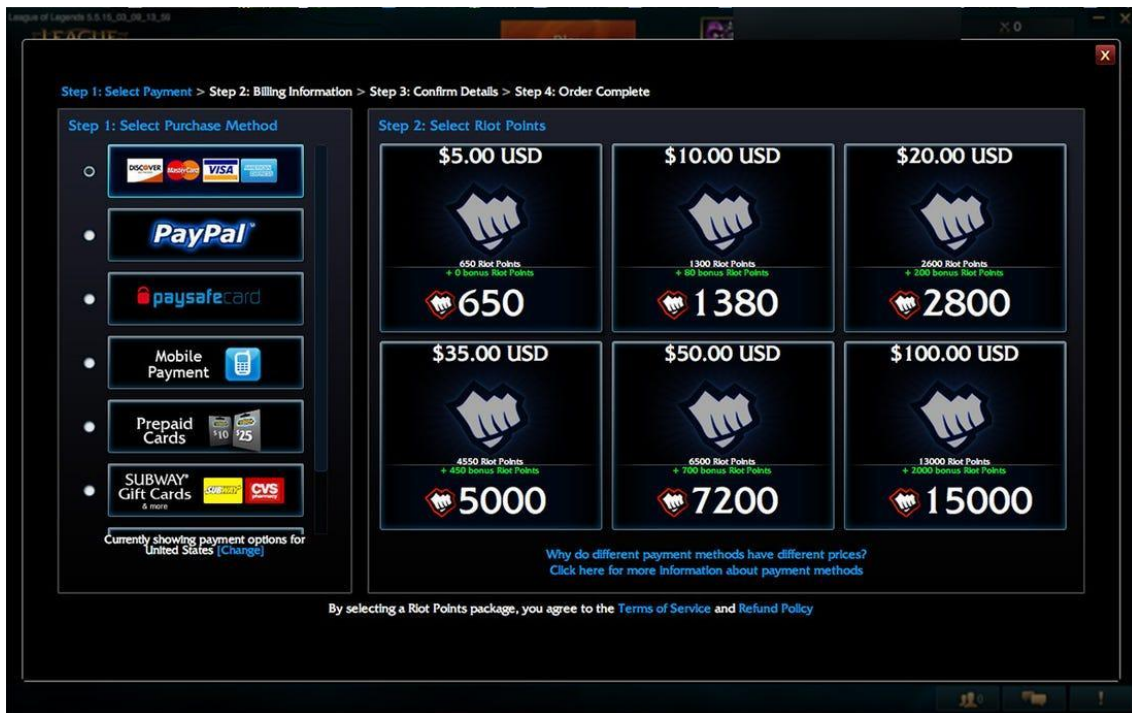 League of Legends 5.5.15_03_09_13_56
LEAGUE
X 0
X
Step 1: Select Payment > Step 2: Billing Information > Step 3: Confirm Details > Step 4: Order Complete
Step 1: Select Purchase Method
DISCOVER MasterCard VISA AMERICAN EXPRESS
PayPal™
paysafecard
Mobile
Payment
Prepaid
Cards
$10 $25
SUBWAY®
Gift Cards
& more
SUBWAY CVS
pharmacy
Currently showing payment options for
United States [Change]
Step 2: Select Riot Points
$5.00 USD
650 Riot Points
+ 0 bonus Riot Points
650
$10.00 USD
1300 Riot Points
+ 80 bonus Riot Points
1380
$20.00 USD
2600 Riot Points
+ 200 bonus Riot Points
2800
$35.00 USD
4550 Riot Points
+ 450 bonus Riot Points
5000
$50.00 USD
6500 Riot Points
+ 700 bonus Riot Points
7200
$100.00 USD
13000 Riot Points
+ 2000 bonus Riot Points
15000
Why do different payment methods have different prices?
Click here for more information about payment methods
By selecting a Riot Points package, you agree to the Terms of Service and Refund Policy